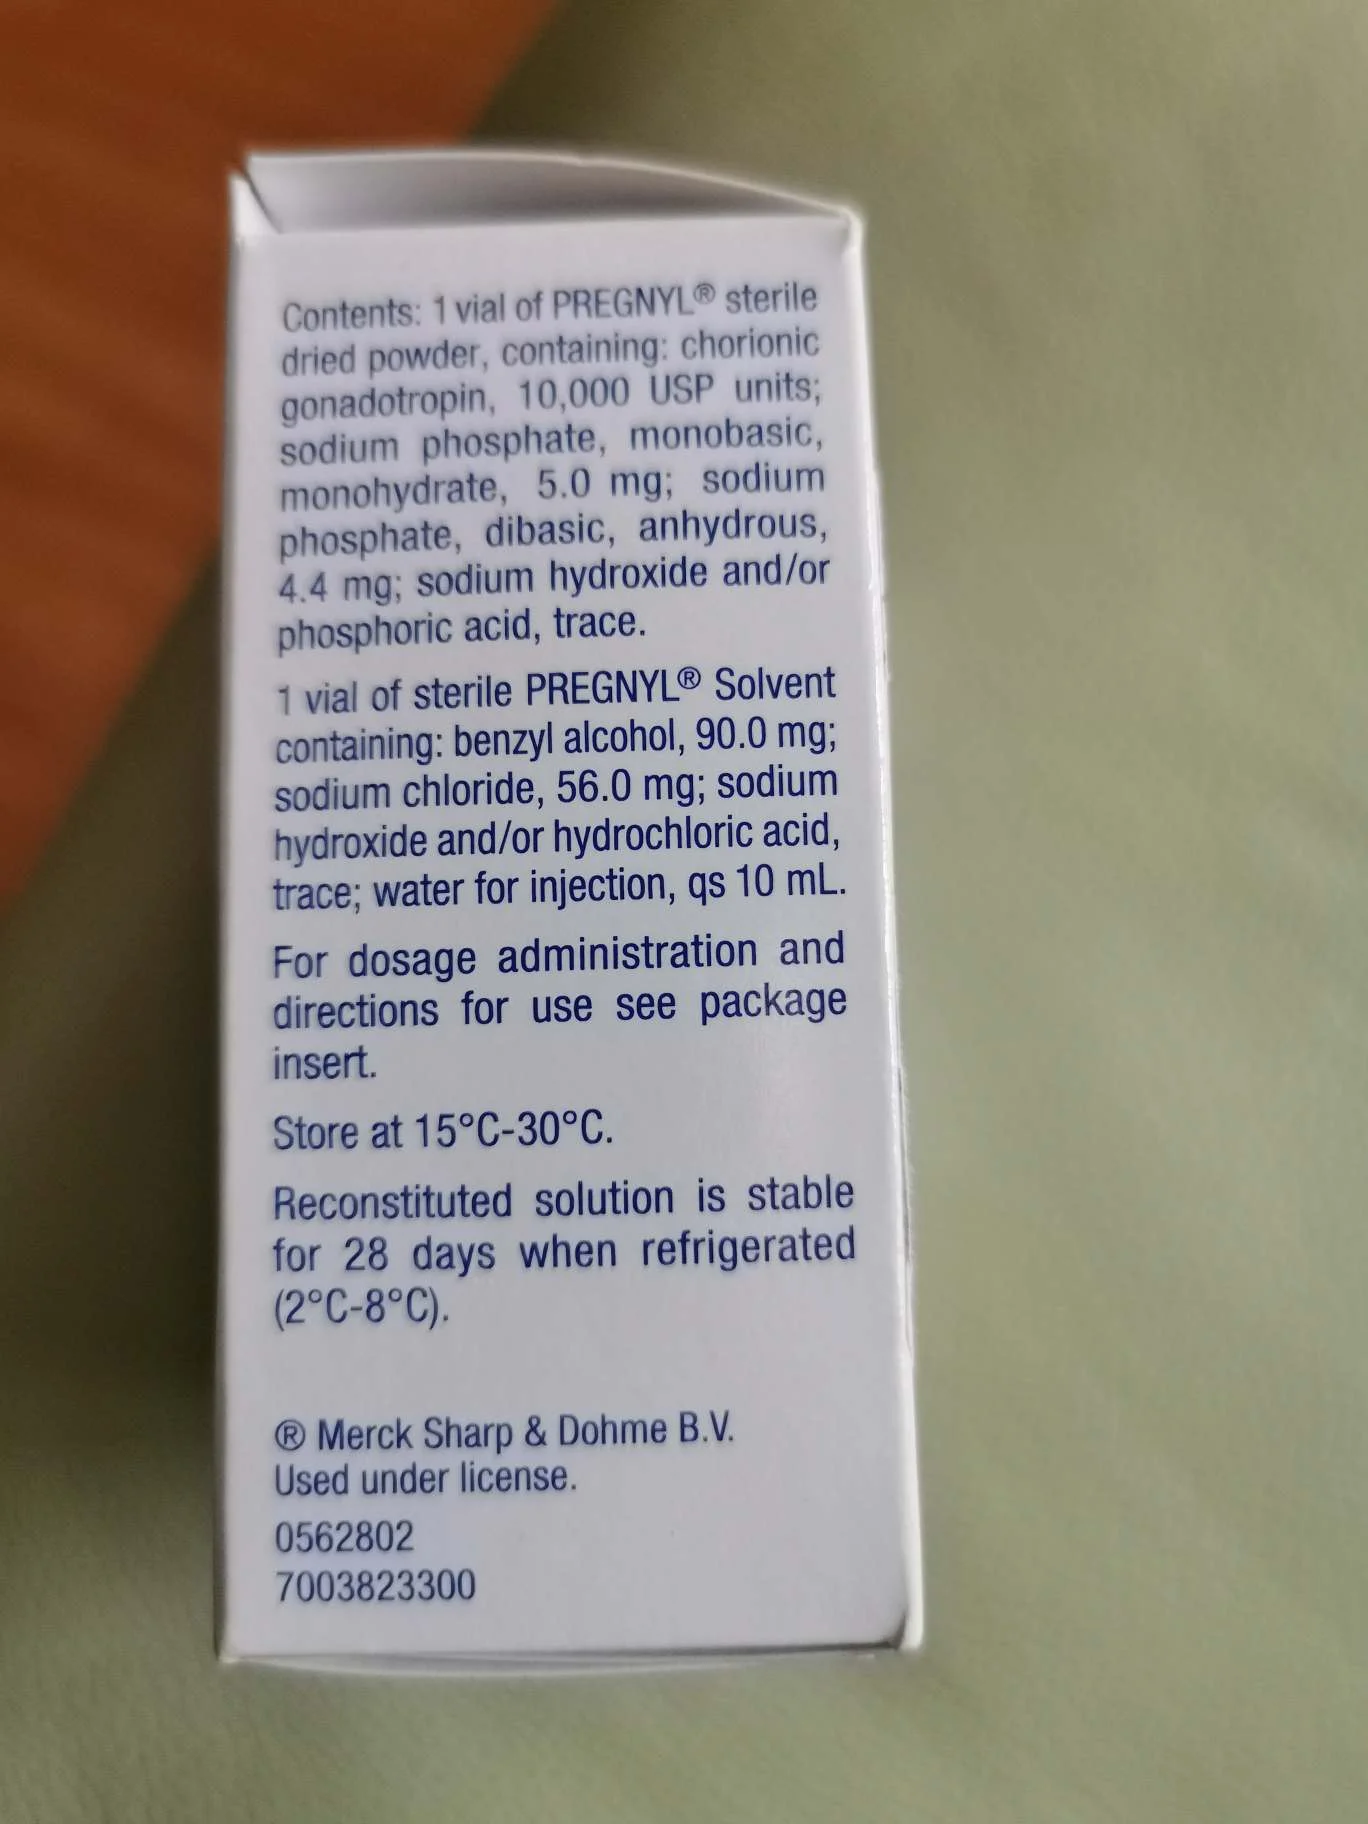 Contents: 1 vial of PREGNYL® sterile
dried powder, containing: chorionic
gonadotropin, 10,000 USP units;
sodium phosphate, monobasic,
monohydrate, 5.0 mg; sodium
phosphate, dibasic, anhydrous,
4.4 mg; sodium hydroxide and/or
phosphoric acid, trace.
1 vial of sterile PREGNYL® Solvent
containing: benzyl alcohol, 90.0 mg;
sodium chloride, 56.0 mg; sodium
hydroxide and/or hydrochloric acid,
trace; water for injection, qs 10 mL.
For dosage administration and
directions for use see package
insert.
Store at 15°C-30°C.
Reconstituted solution is stable
for 28 days when refrigerated
(2°C-8°C).
® Merck Sharp & Dohme B.V.
Used under license.
0562802
7003823300